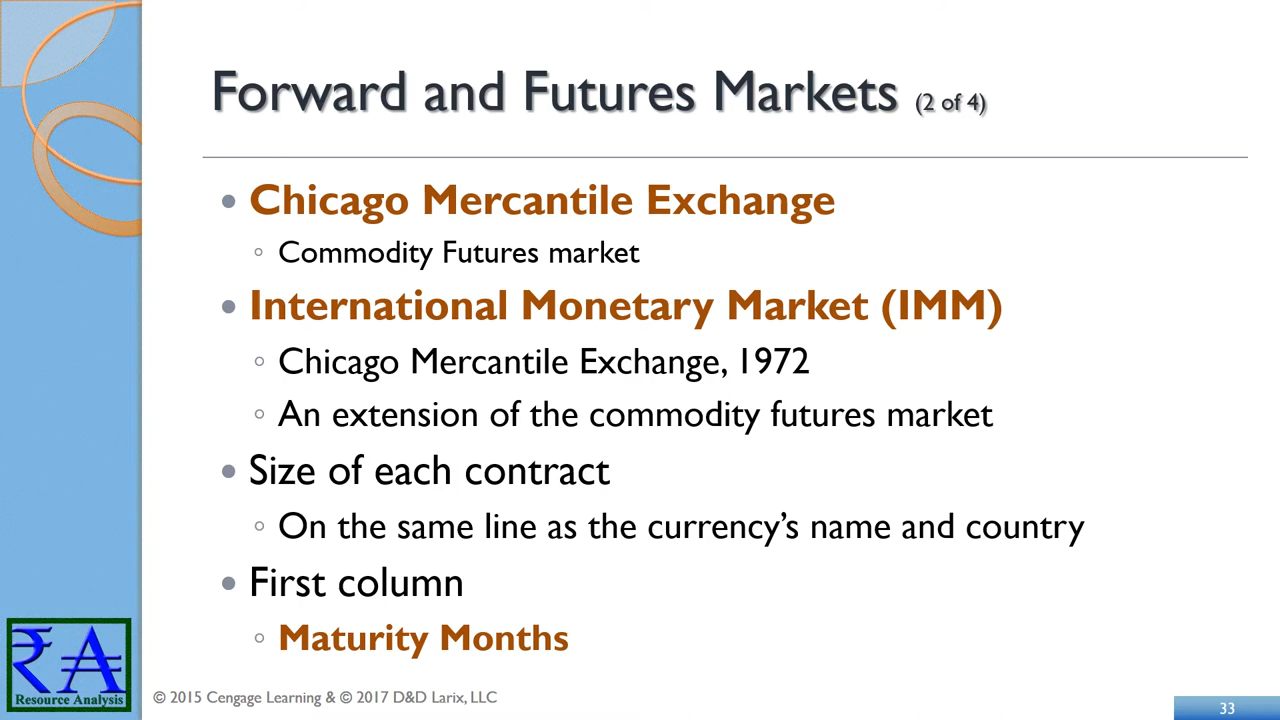 Forward and Futures Markets (2 of 4)
• Chicago Mercantile Exchange
◦ Commodity Futures market
• International Monetary Market (IMM)
◦ Chicago Mercantile Exchange, 1972
◦ An extension of the commodity futures market
• Size of each contract
◦ On the same line as the currency’s name and country
• First column
◦ Maturity Months
₹ A
Resource Analysis
© 2015 Cengage Learning & © 2017 D&D Larix, LLC
33